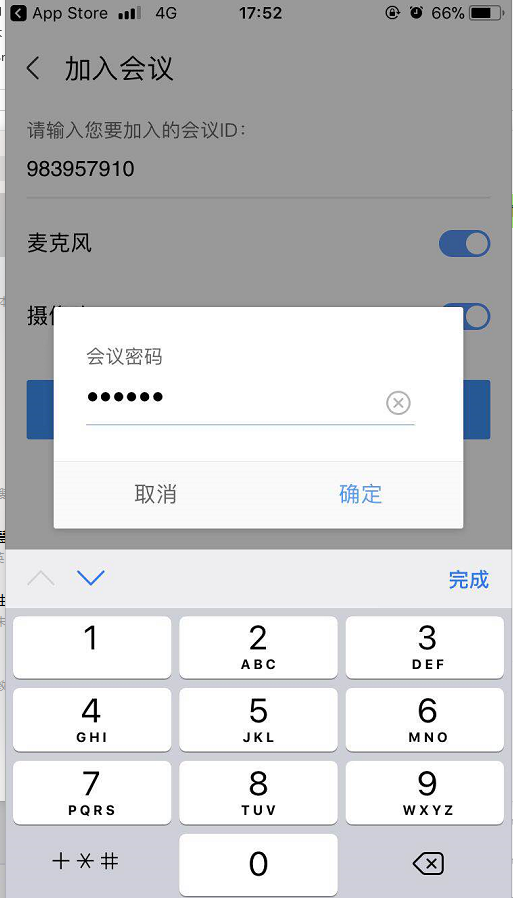 App Store 4G 17:52 66%
加入会议
请输入您要加入的会议ID:
983957910
麦克风
会议密码
••••••
取消 确定
完成
1 2 3
ABC DEF
4 5 6
GHI JKL MNO
7 8 9
PQRS TUV WXYZ
+*# 0